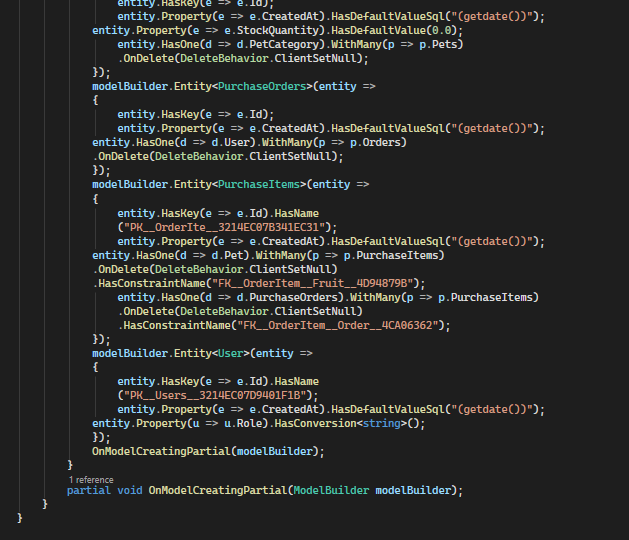 entity.HasKey(e => e.Id);
entity.Property(e => e.CreatedAt).HasDefaultValueSql("(getdate())");
entity.Property(e => e.StockQuantity).HasDefaultValue(0.0);
entity.HasOne(d => d.PetCategory).WithMany(p => p.Pets)
.OnDelete(DeleteBehavior.ClientSetNull);
});
modelBuilder.Entity<PurchaseOrders>(entity =>
{
entity.HasKey(e => e.Id);
entity.Property(e => e.CreatedAt).HasDefaultValueSql("(getdate())");
entity.HasOne(d => d.User).WithMany(p => p.Orders)
.OnDelete(DeleteBehavior.ClientSetNull);
});
modelBuilder.Entity<PurchaseItems>(entity =>
{
entity.HasKey(e => e.Id).HasName
("PK__OrderIte__3214EC07B341EC31");
entity.Property(e => e.CreatedAt).HasDefaultValueSql("(getdate())");
entity.HasOne(d => d.Pet).WithMany(p => p.PurchaseItems)
.OnDelete(DeleteBehavior.ClientSetNull)
.HasConstraintName("FK__OrderItem__Fruit__4D94879B");
entity.HasOne(d => d.PurchaseOrders).WithMany(p => p.PurchaseItems)
.OnDelete(DeleteBehavior.ClientSetNull)
.HasConstraintName("FK__OrderItem__Order__4CA06362");
});
modelBuilder.Entity<User>(entity =>
{
entity.HasKey(e => e.Id).HasName
("PK__Users__3214EC07D9401F1B");
entity.Property(e => e.CreatedAt).HasDefaultValueSql("(getdate())");
entity.Property(u => u.Role).HasConversion<string>();
});
OnModelCreatingPartial(modelBuilder);
}
1 reference
partial void OnModelCreatingPartial(ModelBuilder modelBuilder);
}
}